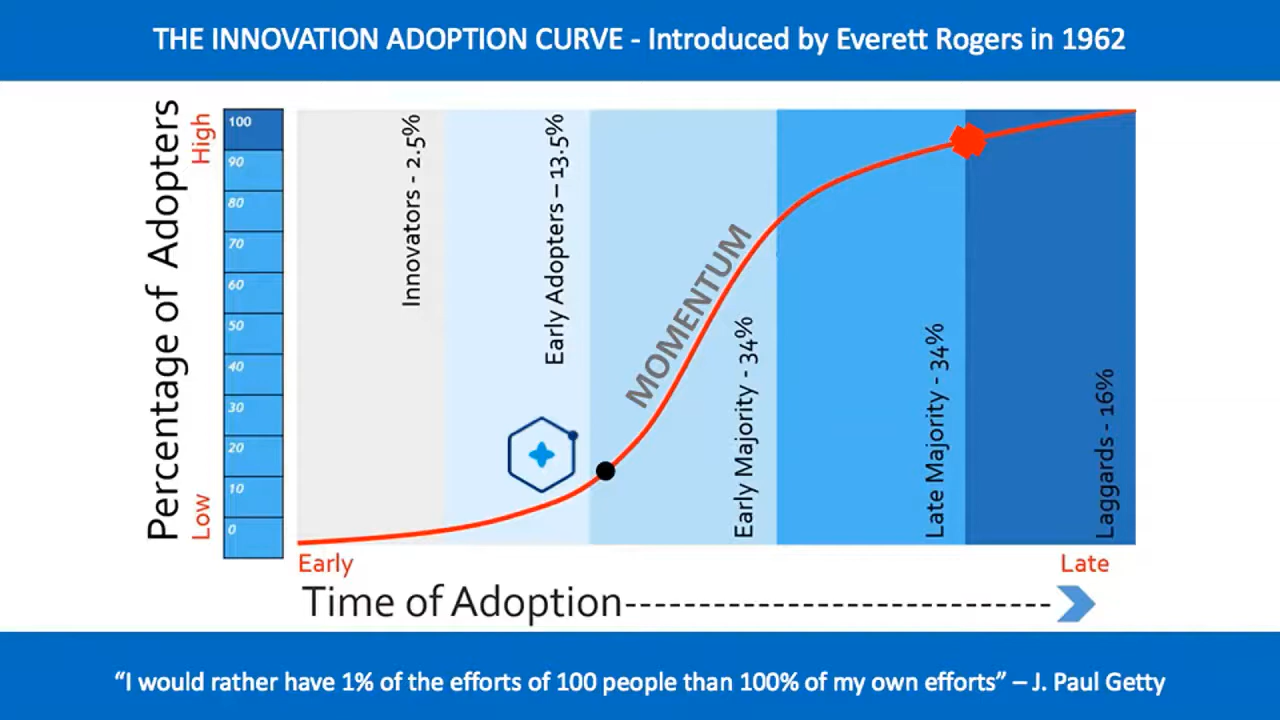 THE INNOVATION ADOPTION CURVE - Introduced by Everett Rogers in 1962
Percentage of Adopters
High
Low
100
90
80
70
60
50
40
30
20
10
0
Innovators - 2.5%
Early Adopters – 13.5%
MOMENTUM
Early Majority - 34%
Late Majority - 34%
Laggards - 16%
Early
Late
Time of Adoption
“I would rather have 1% of the efforts of 100 people than 100% of my own efforts” – J. Paul Getty